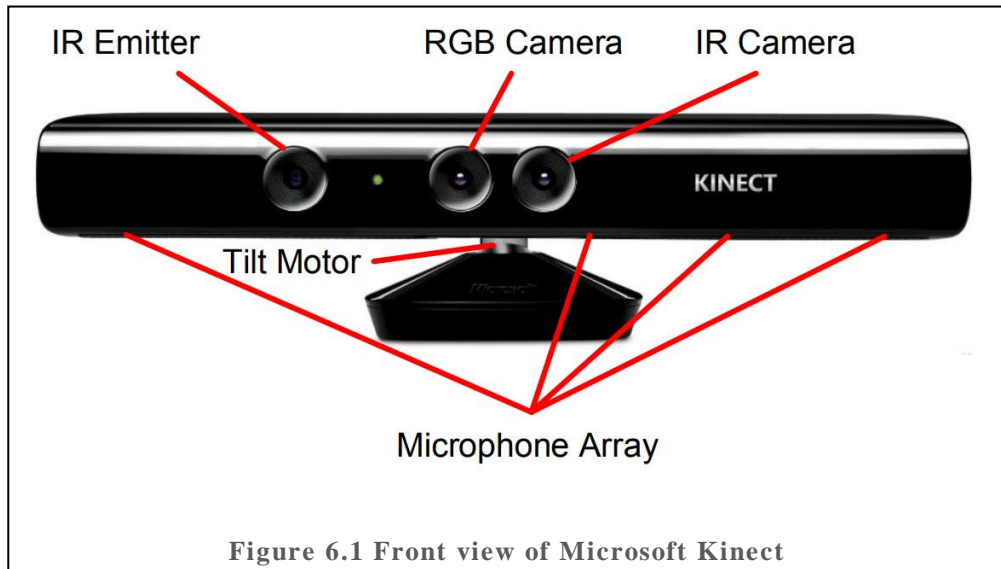 IR Emitter RGB Camera IR Camera
KINECT
Tilt Motor
Microsoft
Microphone Array
Figure 6.1 Front view of Microsoft Kinect